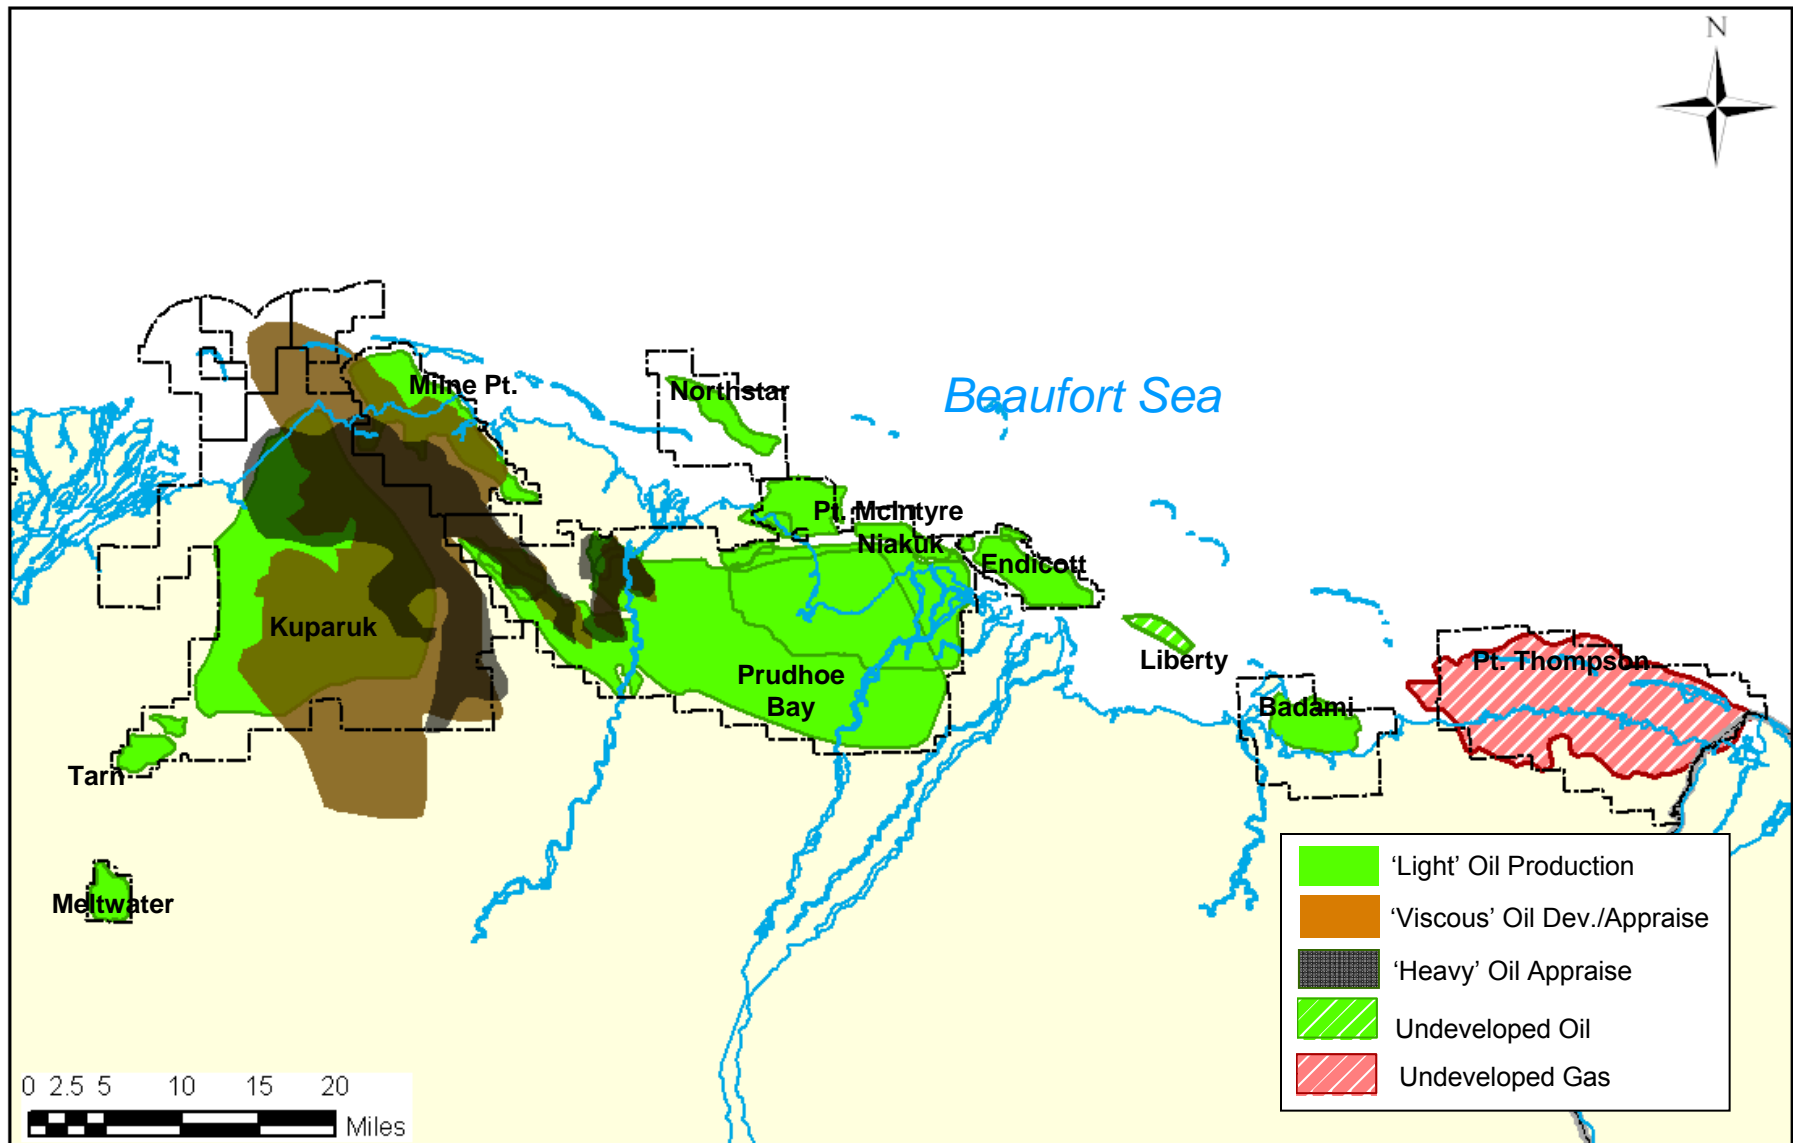 N
Milne Pt.
Northstar
Beaufort Sea
Pt. McIntyre
Niakuk
Endicott
Kuparuk
Liberty
Pt. Thompson
Prudhoe
Bay
Badami
Tarn
Meltwater
‘Light’ Oil Production
‘Viscous’ Oil Dev./Appraise
‘Heavy’ Oil Appraise
Undeveloped Oil
Undeveloped Gas
0 2.5 5 10 15 20
Miles